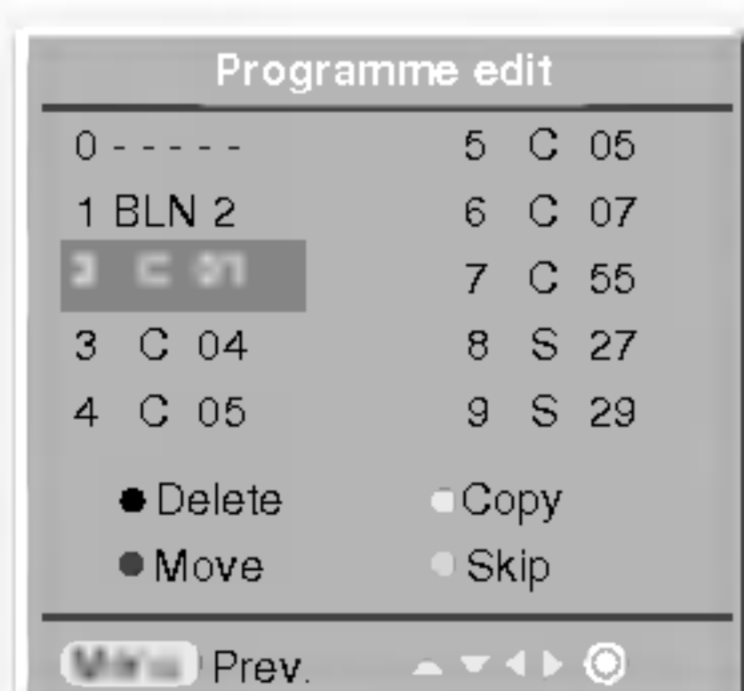 Programme edit
0 - - - - -
1 BLN 2
3 C 04
4 C 05
5 C 05
6 C 07
7 C 55
8 S 27
9 S 29
Delete
Copy
Move
Skip
Prev.